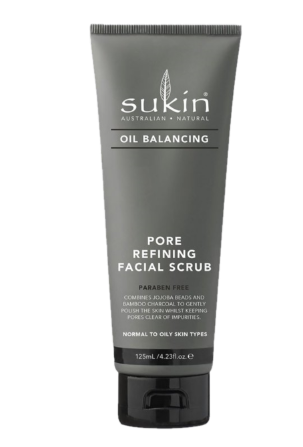 sukin
AUSTRALIAN • NATURAL
OIL BALANCING
PORE
REFINING
FACIAL SCRUB
PARABEN FREE
COMBINES JOJOBA BEADS AND
BAMBOO CHARCOAL TO GENTLY
POLISH THE SKIN WHILST KEEPING
PORES CLEAR OF IMPURITIES.
NORMAL TO OILY SKIN TYPES
125mL /4.23fl.oz. e